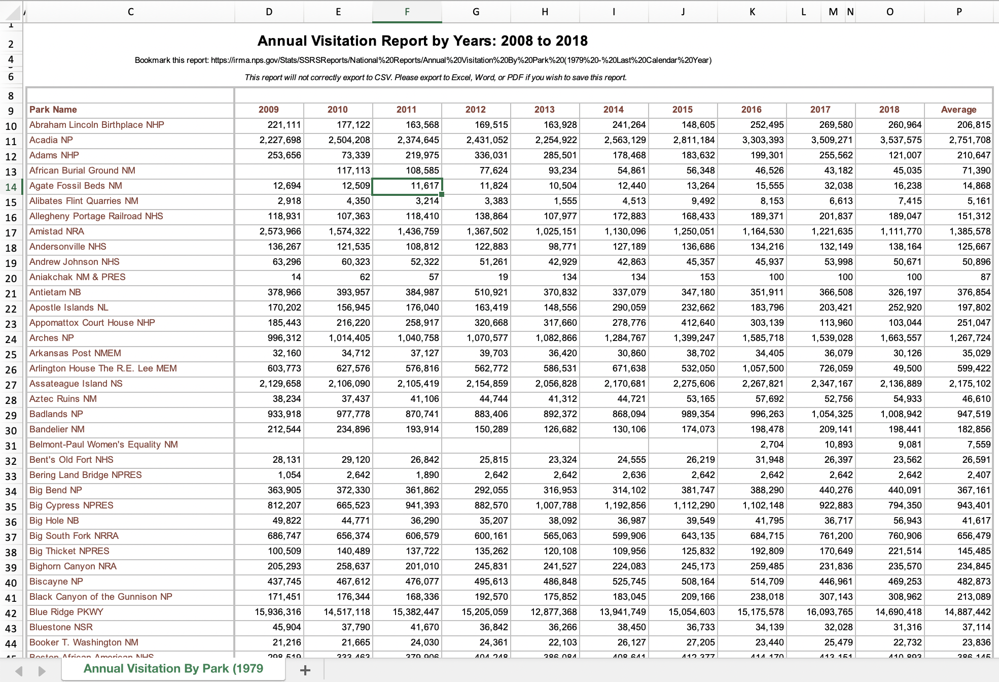 C D E F G H I J K L M N O P
1
2 Annual Visitation Report by Years: 2008 to 2018
4 Bookmark this report: https://irma.nps.gov/Stats/SSRSReports/National%20Reports/Annual%20Visitation%20By%20Park%20(1979%20-%20Last%20Calendar%20Year)
6 This report will not correctly export to CSV. Please export to Excel, Word, or PDF if you wish to save this report.
8
9 Park Name 2009 2010 2011 2012 2013 2014 2015 2016 2017 2018 Average
10 Abraham Lincoln Birthplace NHP 221,111 177,122 163,568 169,515 163,928 241,264 148,605 252,495 269,580 260,964 206,815
11 Acadia NP 2,227,698 2,504,208 2,374,645 2,431,052 2,254,922 2,563,129 2,811,184 3,303,393 3,509,271 3,537,575 2,751,708
12 Adams NHP 253,656 73,339 219,975 336,031 285,501 178,468 183,632 199,301 255,562 121,007 210,647
13 African Burial Ground NM 117,113 108,585 77,624 93,234 54,861 56,348 46,526 43,182 45,035 71,390
14 Agate Fossil Beds NM 12,694 12,509 11,617 11,824 10,504 12,440 13,264 15,555 32,038 16,238 14,868
15 Alibates Flint Quarries NM 2,918 4,350 3,214 3,383 1,555 4,513 9,492 8,153 6,613 7,415 5,161
16 Allegheny Portage Railroad NHS 118,931 107,363 118,410 138,864 107,977 172,883 168,433 189,371 201,837 189,047 151,312
17 Amistad NRA 2,573,966 1,574,322 1,436,759 1,367,502 1,025,151 1,130,096 1,250,051 1,164,530 1,221,635 1,111,770 1,385,578
18 Andersonville NHS 136,267 121,535 108,812 122,883 98,771 127,189 136,686 134,216 132,149 138,164 125,667
19 Andrew Johnson NHS 63,296 60,323 52,322 51,261 42,929 42,863 45,357 45,937 53,998 50,671 50,896
20 Aniakchak NM & PRES 14 62 57 19 134 134 153 100 100 100 87
21 Antietam NB 378,966 393,957 384,987 510,921 370,832 337,079 347,180 351,911 366,508 326,197 376,854
22 Apostle Islands NL 170,202 156,945 176,040 163,419 148,556 290,059 232,662 183,796 203,421 252,920 197,802
23 Appomattox Court House NHP 185,443 216,220 258,917 320,668 317,660 278,776 412,640 303,139 113,960 103,044 251,047
24 Arches NP 996,312 1,014,405 1,040,758 1,070,577 1,082,866 1,284,767 1,399,247 1,585,718 1,539,028 1,663,557 1,267,724
25 Arkansas Post NMEM 32,160 34,712 37,127 39,703 36,420 30,860 38,702 34,405 36,079 30,126 35,029
26 Arlington House The R.E. Lee MEM 603,773 627,576 576,816 562,772 586,531 671,638 532,050 1,057,500 726,059 49,500 599,422
27 Assateague Island NS 2,129,658 2,106,090 2,105,419 2,154,859 2,056,828 2,170,681 2,275,606 2,267,821 2,347,167 2,136,889 2,175,102
28 Aztec Ruins NM 38,234 37,437 41,106 44,744 41,312 44,721 53,165 57,692 52,756 54,933 46,610
29 Badlands NP 933,918 977,778 870,741 883,406 892,372 868,094 989,354 996,263 1,054,325 1,008,942 947,519
30 Bandelier NM 212,544 234,896 193,914 150,289 126,682 130,106 174,073 198,478 209,141 198,441 182,856
31 Belmont-Paul Women's Equality NM 2,704 10,893 9,081 7,559
32 Bent's Old Fort NHS 28,131 29,120 26,842 25,815 23,324 24,555 26,219 31,948 26,397 23,562 26,591
33 Bering Land Bridge NPRES 1,054 2,642 1,890 2,642 2,642 2,636 2,642 2,642 2,642 2,642 2,407
34 Big Bend NP 363,905 372,330 361,862 292,055 316,953 314,102 381,747 388,290 440,276 440,091 367,161
35 Big Cypress NPRES 812,207 665,523 941,393 882,570 1,007,788 1,192,856 1,112,290 1,102,148 922,883 794,350 943,401
36 Big Hole NB 49,822 44,771 36,290 35,207 38,092 36,987 39,549 41,795 36,717 56,943 41,617
37 Big South Fork NRRA 686,747 656,374 606,579 600,161 565,063 599,906 643,135 684,715 761,200 760,906 656,479
38 Big Thicket NPRES 100,509 140,489 137,722 135,262 120,108 109,956 125,832 192,809 170,649 221,514 145,485
39 Bighorn Canyon NRA 205,293 258,637 201,010 245,831 241,527 224,083 245,173 259,485 231,836 235,570 234,845
40 Biscayne NP 437,745 467,612 476,077 495,613 486,848 525,745 508,164 514,709 446,961 469,253 482,873
41 Black Canyon of the Gunnison NP 171,451 176,344 168,336 192,570 175,852 183,045 209,166 238,018 307,143 308,962 213,089
42 Blue Ridge PKWY 15,936,316 14,517,118 15,382,447 15,205,059 12,877,368 13,941,749 15,054,603 15,175,578 16,093,765 14,690,418 14,887,442
43 Bluestone NSR 45,904 37,790 41,670 36,842 36,266 38,450 36,733 34,139 32,028 31,316 37,114
44 Booker T. Washington NM 21,216 21,665 24,030 24,361 22,103 26,127 27,205 23,440 25,479 22,732 23,836
Boston African American NHS
Annual Visitation By Park (1979